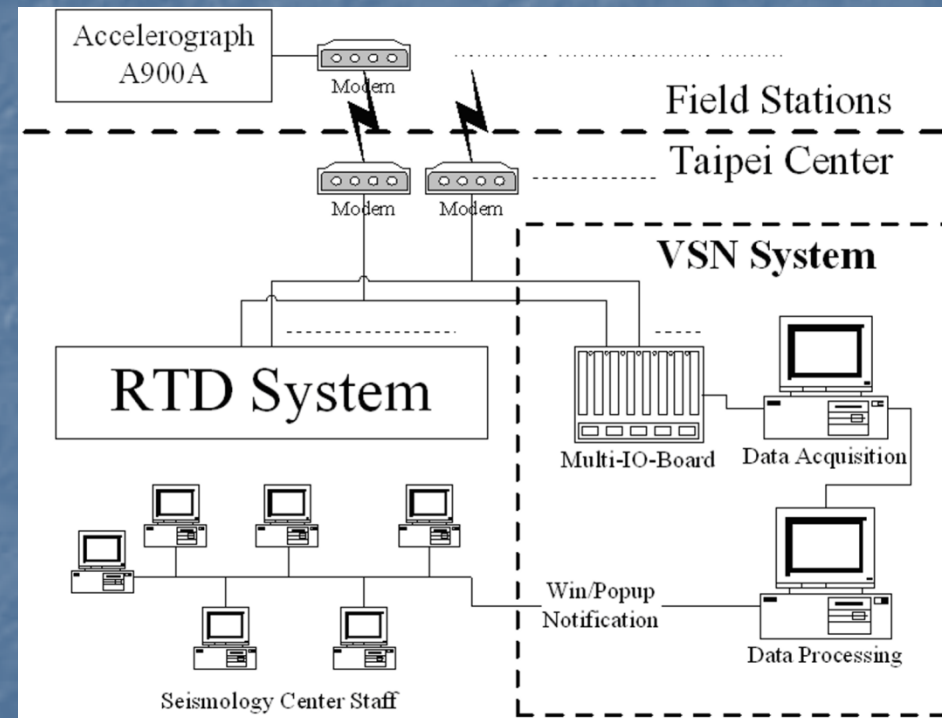 Accelerograph
A900A
Modem
Field Stations
Taipei Center
Modem
Modem
VSN System
RTD System
Multi-IO-Board
Data Acquisition
Win/Popup
Notification
Data Processing
Seismology Center Staff